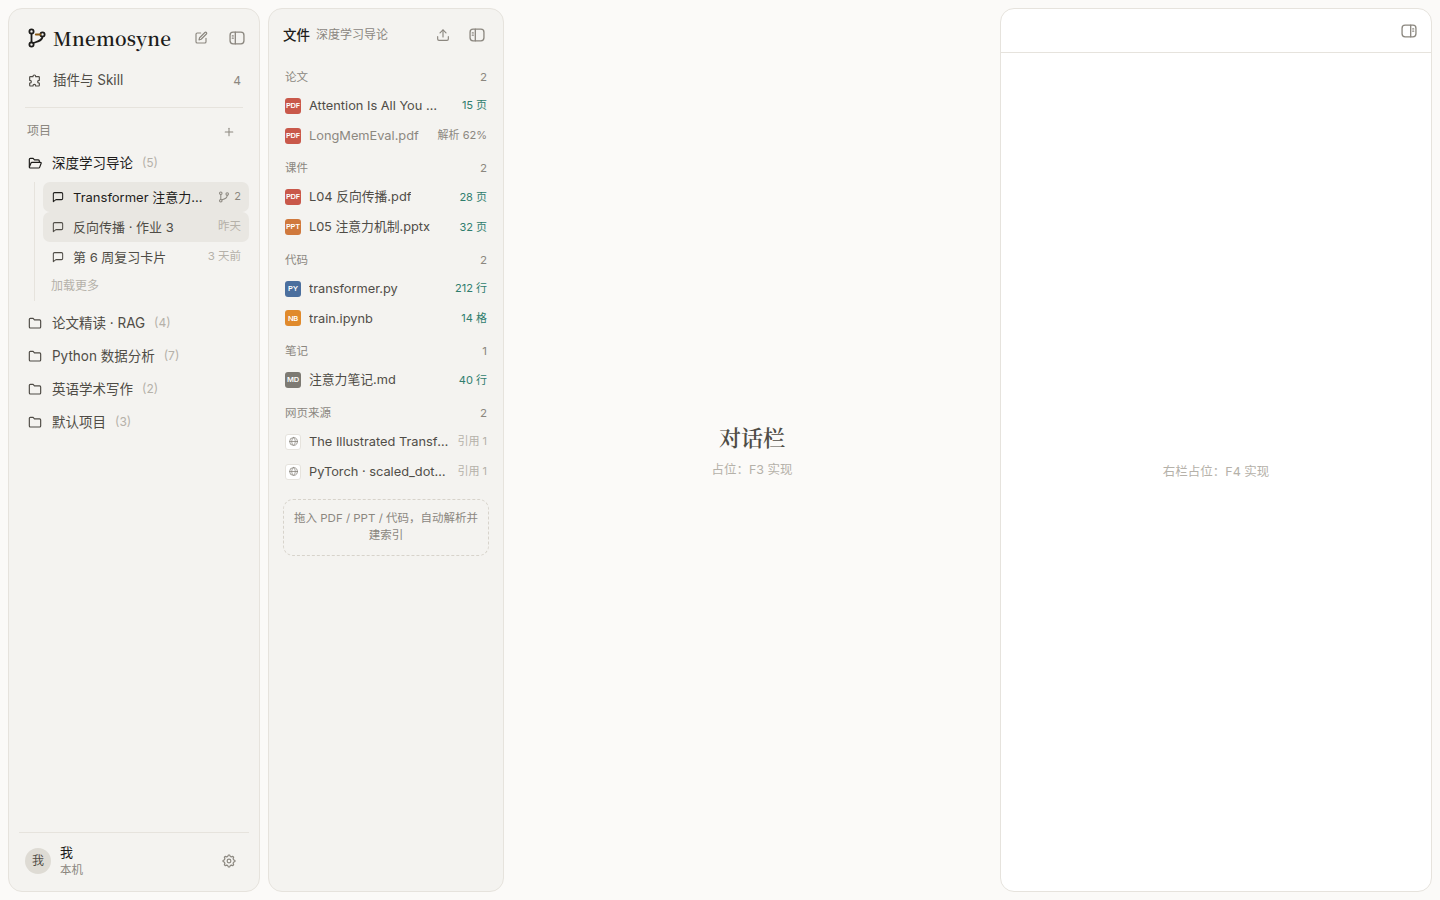 Mnemosyne
插件与 Skill 4
项目
深度学习导论 (5)
Transformer 注意力... 2
反向传播 · 作业 3 昨天
第 6 周复习卡片 3 天前
加载更多
论文精读 · RAG (4)
Python 数据分析 (7)
英语学术写作 (2)
默认项目 (3)
我 我
本机
文件 深度学习导论
论文 2
PDF Attention Is All You ... 15 页
PDF LongMemEval.pdf 解析 62%
课件 2
PDF L04 反向传播.pdf 28 页
PPT L05 注意力机制.pptx 32 页
代码 2
PY transformer.py 212 行
NB train.ipynb 14 格
笔记 1
MD 注意力笔记.md 40 行
网页来源 2
The Illustrated Transf... 引用 1
PyTorch · scaled_dot... 引用 1
拖入 PDF / PPT / 代码，自动解析并
建索引
对话栏
占位：F3 实现
右栏占位：F4 实现